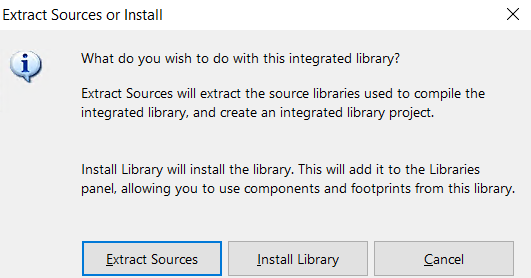 Extract Sources or Install
What do you wish to do with this integrated library?
Extract Sources will extract the source libraries used to compile the
integrated library, and create an integrated library project.
Install Library will install the library. This will add it to the Libraries
panel, allowing you to use components and footprints from this library.
Extract Sources
Install Library
Cancel